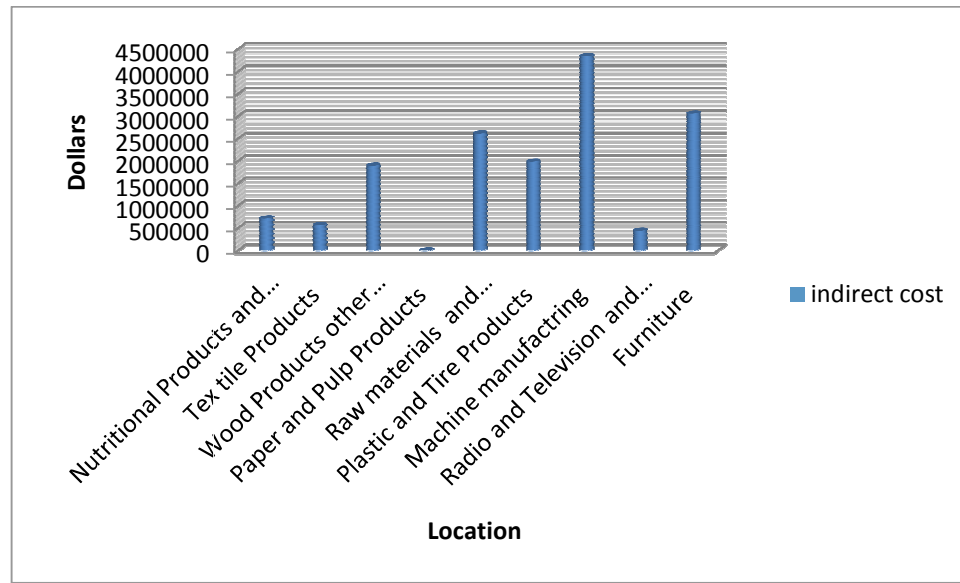 4500000
4000000
3500000
3000000
2500000
2000000
1500000
1000000
500000
0
Dollars
Nutritional Products and...
Tex tile Products
Wood Products other...
Paper and Pulp Products
Raw materials and...
Plastic and Tire Products
Machine manufactring
Radio and Television and...
Furniture
Location
indirect cost